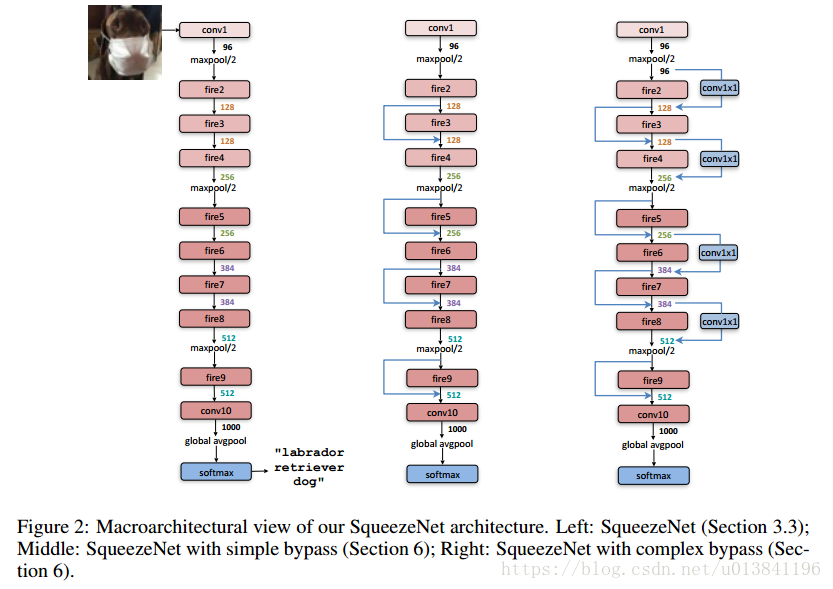 conv1
96
maxpool/2
fire2
128
fire3
128
fire4
256
maxpool/2
fire5
256
fire6
384
fire7
384
fire8
512
maxpool/2
fire9
512
conv10
1000
global avgpool
softmax
"labrador
retriever
dog"
conv1
96
maxpool/2
fire2
128
fire3
128
fire4
256
maxpool/2
fire5
256
fire6
384
fire7
384
fire8
512
maxpool/2
fire9
512
conv10
1000
global avgpool
softmax
conv1
96
maxpool/2
96
fire2
conv1x1
128
fire3
128
fire4
conv1x1
256
maxpool/2
fire5
256
fire6
conv1x1
384
fire7
384
fire8
conv1x1
512
maxpool/2
fire9
512
conv10
1000
global avgpool
softmax
Figure 2: Macroarchitectural view of our SqueezeNet architecture. Left: SqueezeNet (Section 3.3);
Middle: SqueezeNet with simple bypass (Section 6); Right: SqueezeNet with complex bypass (Sec-
tion 6).
https://blog.csdn.net/u013841196